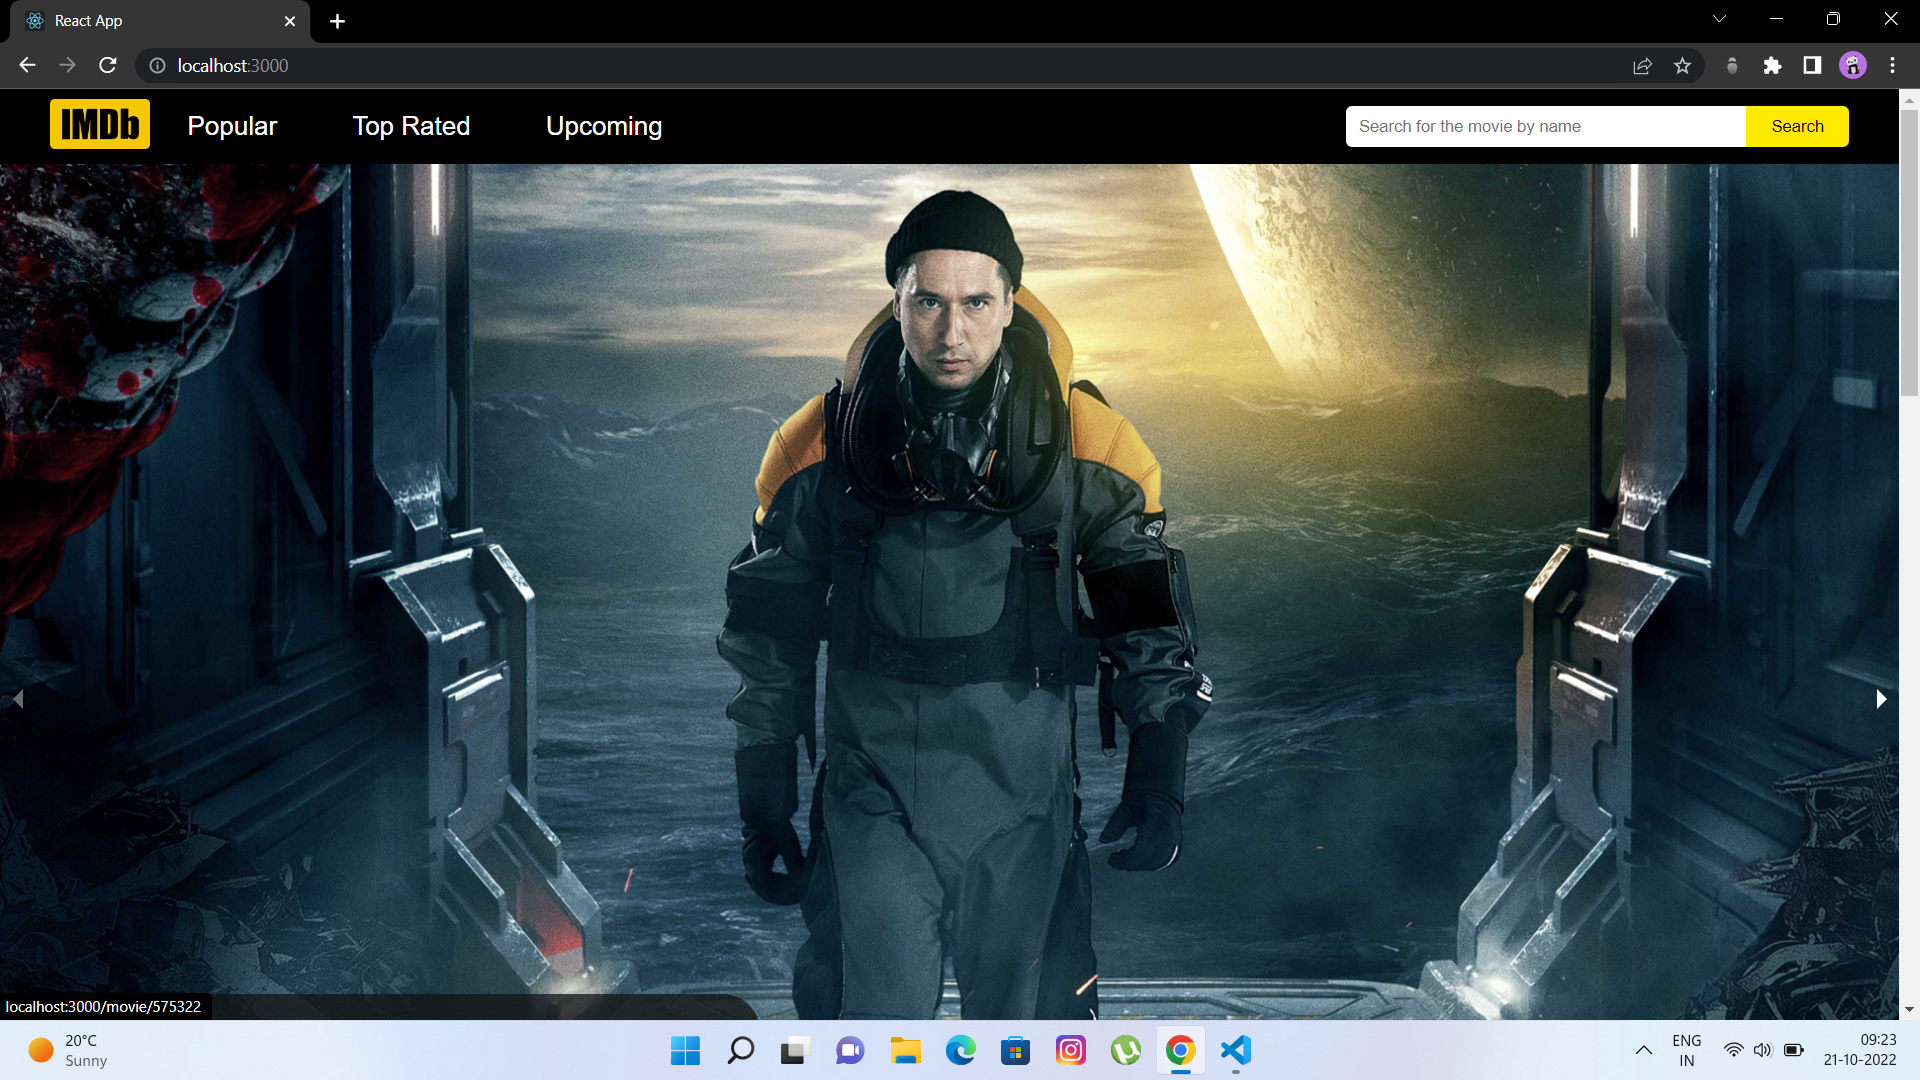 React App
localhost:3000
IMDb Popular Top Rated Upcoming Search for the movie by name Search
localhost:3000/movie/575322
20°C
Sunny
ENG
IN
09:23
21-10-2022